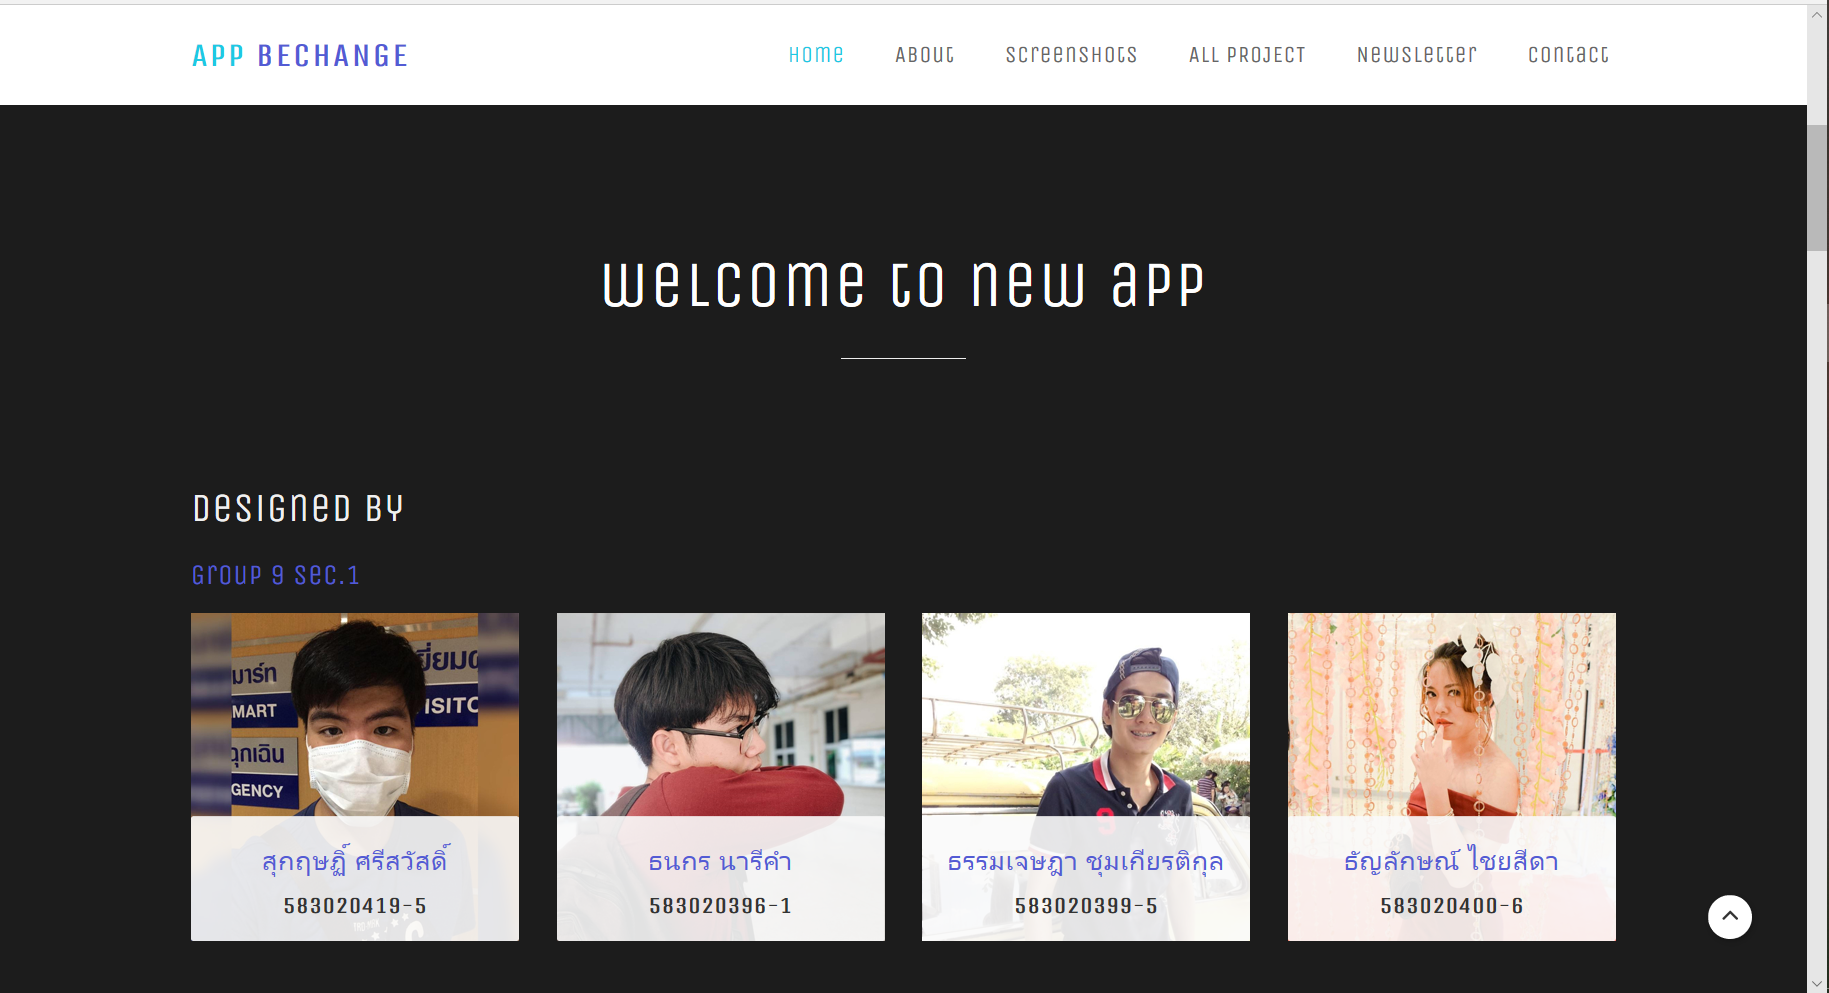 APP BECHANGE
Home
About
Screenshots
ALL PROJECT
Newsletter
Contact
welcome to new app
Designed By
Group 9 Sec.1
มาร์ท
MART
ฉุกเฉิน
GENCY
ยี่ยม
ISITO
9
สุกฤษฏิ์ ศรีสวัสดิ์
583020419-5
ธนกร นารีคำ
583020396-1
ธรรมเจษฎา ชุมเกียรติกุล
583020399-5
ธัญลักษณ์ ไชยสีดา
583020400-6